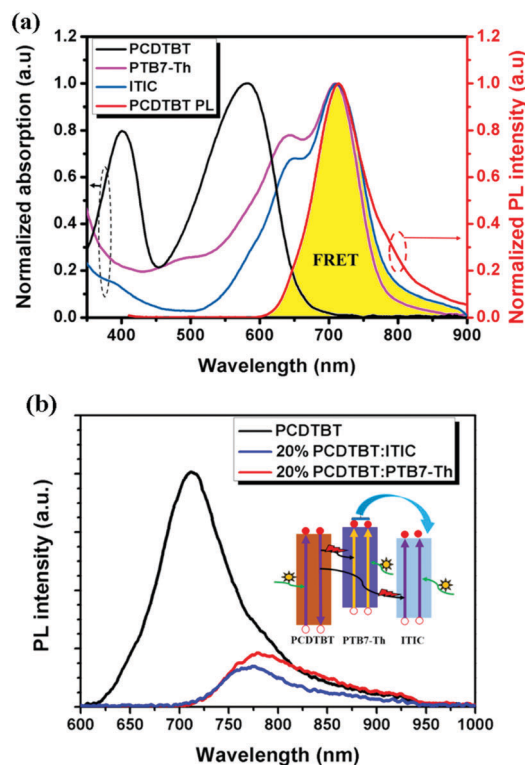 (a)
PCDTBT
PTB7-Th
ITIC
PCDTBT PL
FRET
1.2
1.0
0.8
0.6
0.4
0.2
0.0
Normalized absorption (a.u)
1.2
1.0
0.8
0.6
0.4
0.2
0.0
Normalized PL intensity (a.u)
400 500 600 700 800 900
Wavelength (nm)
(b)
PCDTBT
20% PCDTBT:ITIC
20% PCDTBT:PTB7-Th
PCDTBT PTB7-Th ITIC
PL intensity (a.u.)
600 650 700 750 800 850 900 950 1000
Wavelength (nm)